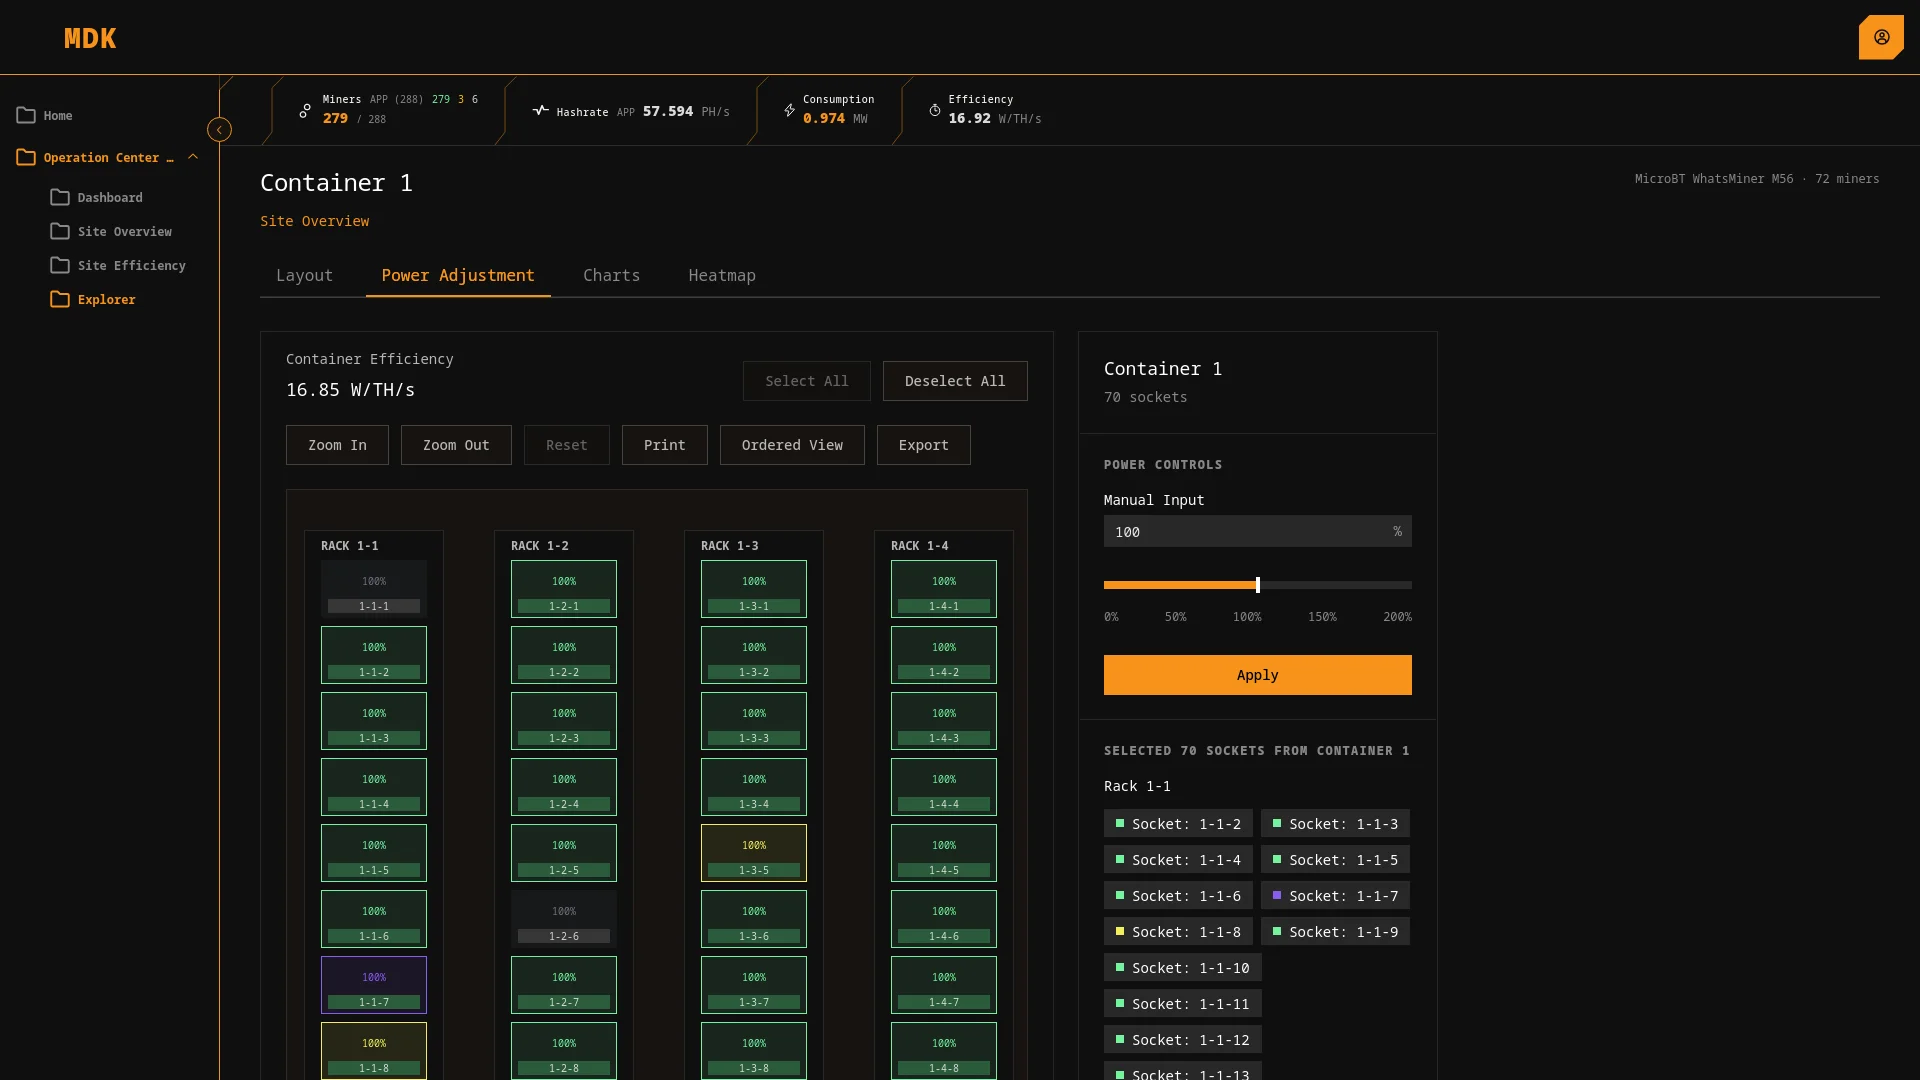 MDK
Home
Operation Center …
Dashboard
Site Overview
Site Efficiency
Explorer
Miners APP (288) 279 3 6
279 / 288
Hashrate APP 57.594 PH/s
Consumption
0.974 MW
Efficiency
16.92 W/TH/s
Container 1
MicroBT WhatsMiner M56 · 72 miners
Site Overview
Layout
Power Adjustment
Charts
Heatmap
Container Efficiency
16.85 W/TH/s
Select All
Deselect All
Zoom In
Zoom Out
Reset
Print
Ordered View
Export
RACK 1-1
100%
1-1-1
100%
1-1-2
100%
1-1-3
100%
1-1-4
100%
1-1-5
100%
1-1-6
100%
1-1-7
100%
1-1-8
RACK 1-2
100%
1-2-1
100%
1-2-2
100%
1-2-3
100%
1-2-4
100%
1-2-5
100%
1-2-6
100%
1-2-7
100%
1-2-8
RACK 1-3
100%
1-3-1
100%
1-3-2
100%
1-3-3
100%
1-3-4
100%
1-3-5
100%
1-3-6
100%
1-3-7
100%
1-3-8
RACK 1-4
100%
1-4-1
100%
1-4-2
100%
1-4-3
100%
1-4-4
100%
1-4-5
100%
1-4-6
100%
1-4-7
100%
1-4-8
Container 1
70 sockets
POWER CONTROLS
Manual Input
100 %
0% 50% 100% 150% 200%
Apply
SELECTED 70 SOCKETS FROM CONTAINER 1
Rack 1-1
Socket: 1-1-2
Socket: 1-1-3
Socket: 1-1-4
Socket: 1-1-5
Socket: 1-1-6
Socket: 1-1-7
Socket: 1-1-8
Socket: 1-1-9
Socket: 1-1-10
Socket: 1-1-11
Socket: 1-1-12
Socket: 1-1-13